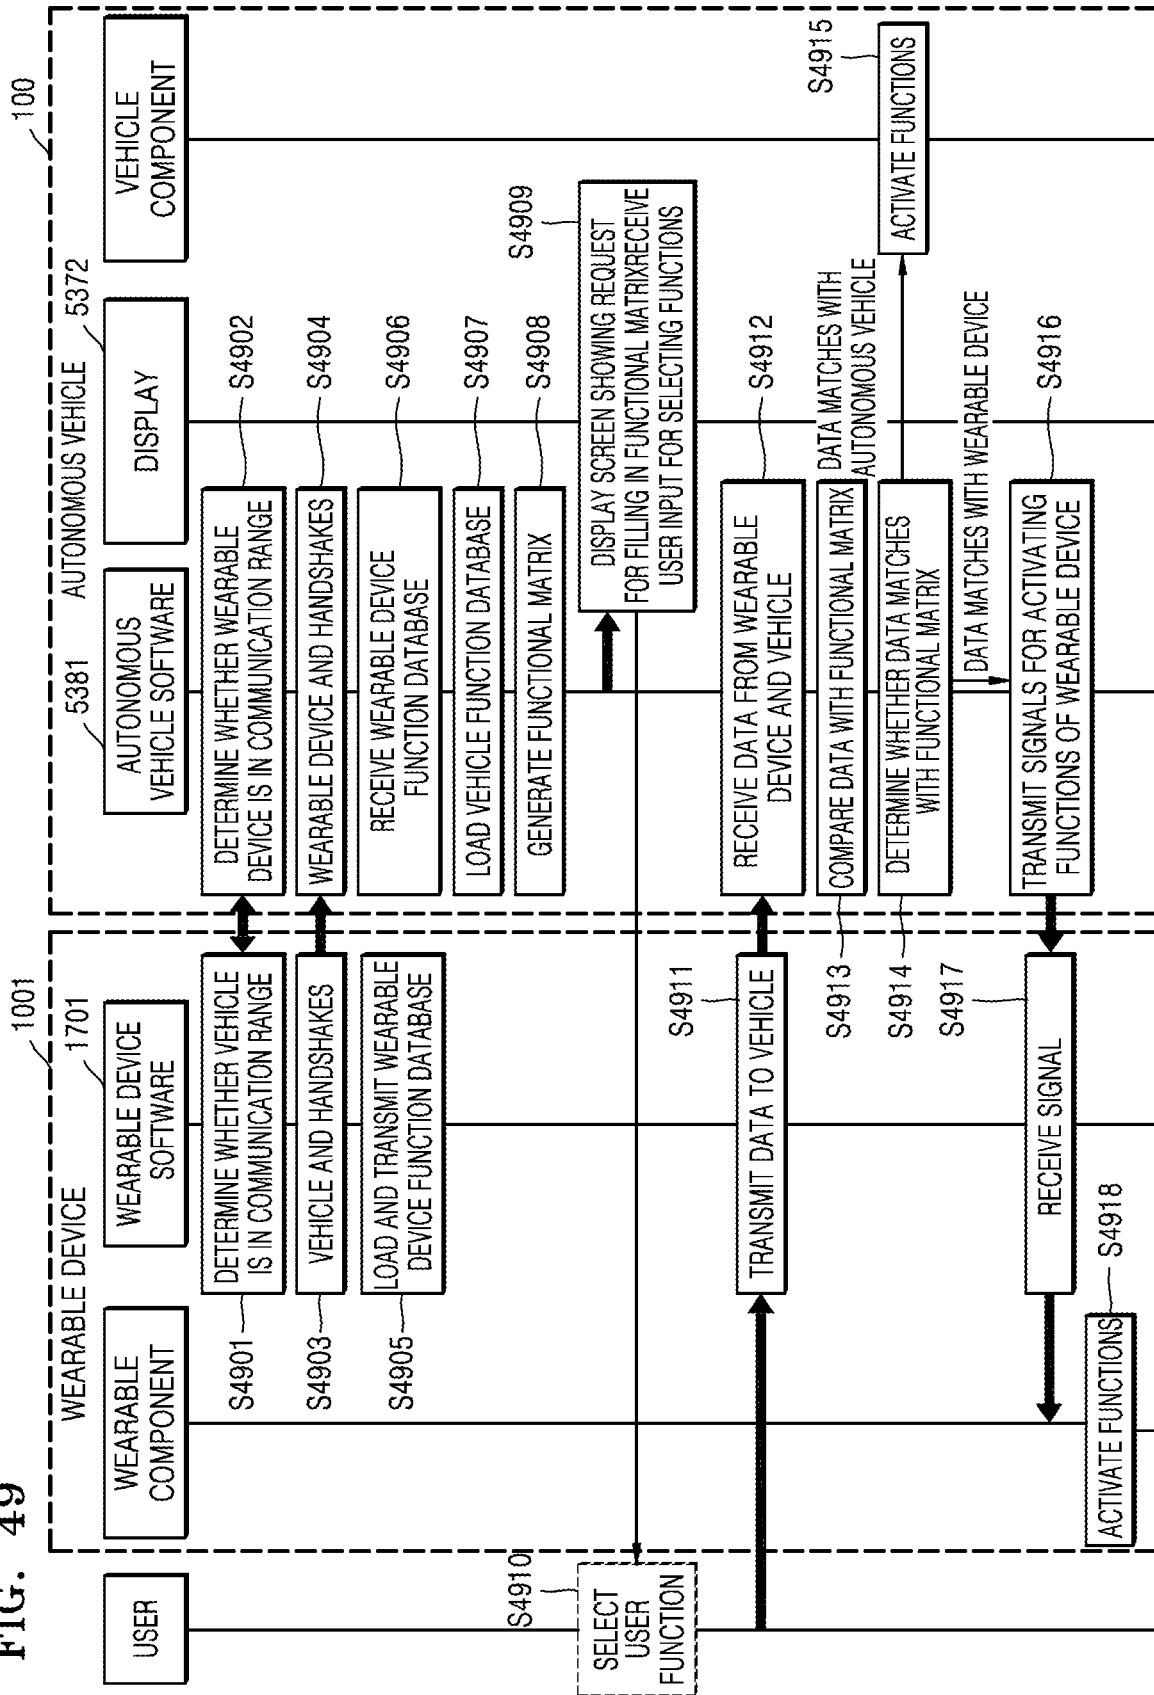 FIG. 49
WEARABLE DEVICE
1001
AUTONOMOUS VEHICLE
100
USER
WEARABLE
COMPONENT
WEARABLE DEVICE
SOFTWARE
1701
AUTONOMOUS
VEHICLE SOFTWARE
5381
DISPLAY
5372
VEHICLE
COMPONENT
S4901
DETERMINE WHETHER VEHICLE
IS IN COMMUNICATION RANGE
DETERMINE WHETHER WEARABLE
DEVICE IS IN COMMUNICATION RANGE
S4902
S4903
VEHICLE AND HANDSHAKES
WEARABLE DEVICE AND HANDSHAKES
S4904
S4905
LOAD AND TRANSMIT WEARABLE
DEVICE FUNCTION DATABASE
RECEIVE WEARABLE DEVICE
FUNCTION DATABASE
S4906
LOAD VEHICLE FUNCTION DATABASE
S4907
GENERATE FUNCTIONAL MATRIX
S4908
S4910
SELECT
USER
FUNCTION
DISPLAY SCREEN SHOWING REQUEST
FOR FILLING IN FUNCTIONAL MATRIXRECEIVE
USER INPUT FOR SELECTING FUNCTIONS
S4909
S4911
TRANSMIT DATA TO VEHICLE
RECEIVE DATA FROM WEARABLE
DEVICE AND VEHICLE
S4912
S4913
COMPARE DATA WITH FUNCTIONAL MATRIX
DATA MATCHES WITH
AUTONOMOUS VEHICLE
S4914
DETERMINE WHETHER DATA MATCHES
WITH FUNCTIONAL MATRIX
ACTIVATE FUNCTIONS
S4915
DATA MATCHES WITH WEARABLE DEVICE
S4917
RECEIVE SIGNAL
TRANSMIT SIGNALS FOR ACTIVATING
FUNCTIONS OF WEARABLE DEVICE
S4916
ACTIVATE FUNCTIONS
S4918